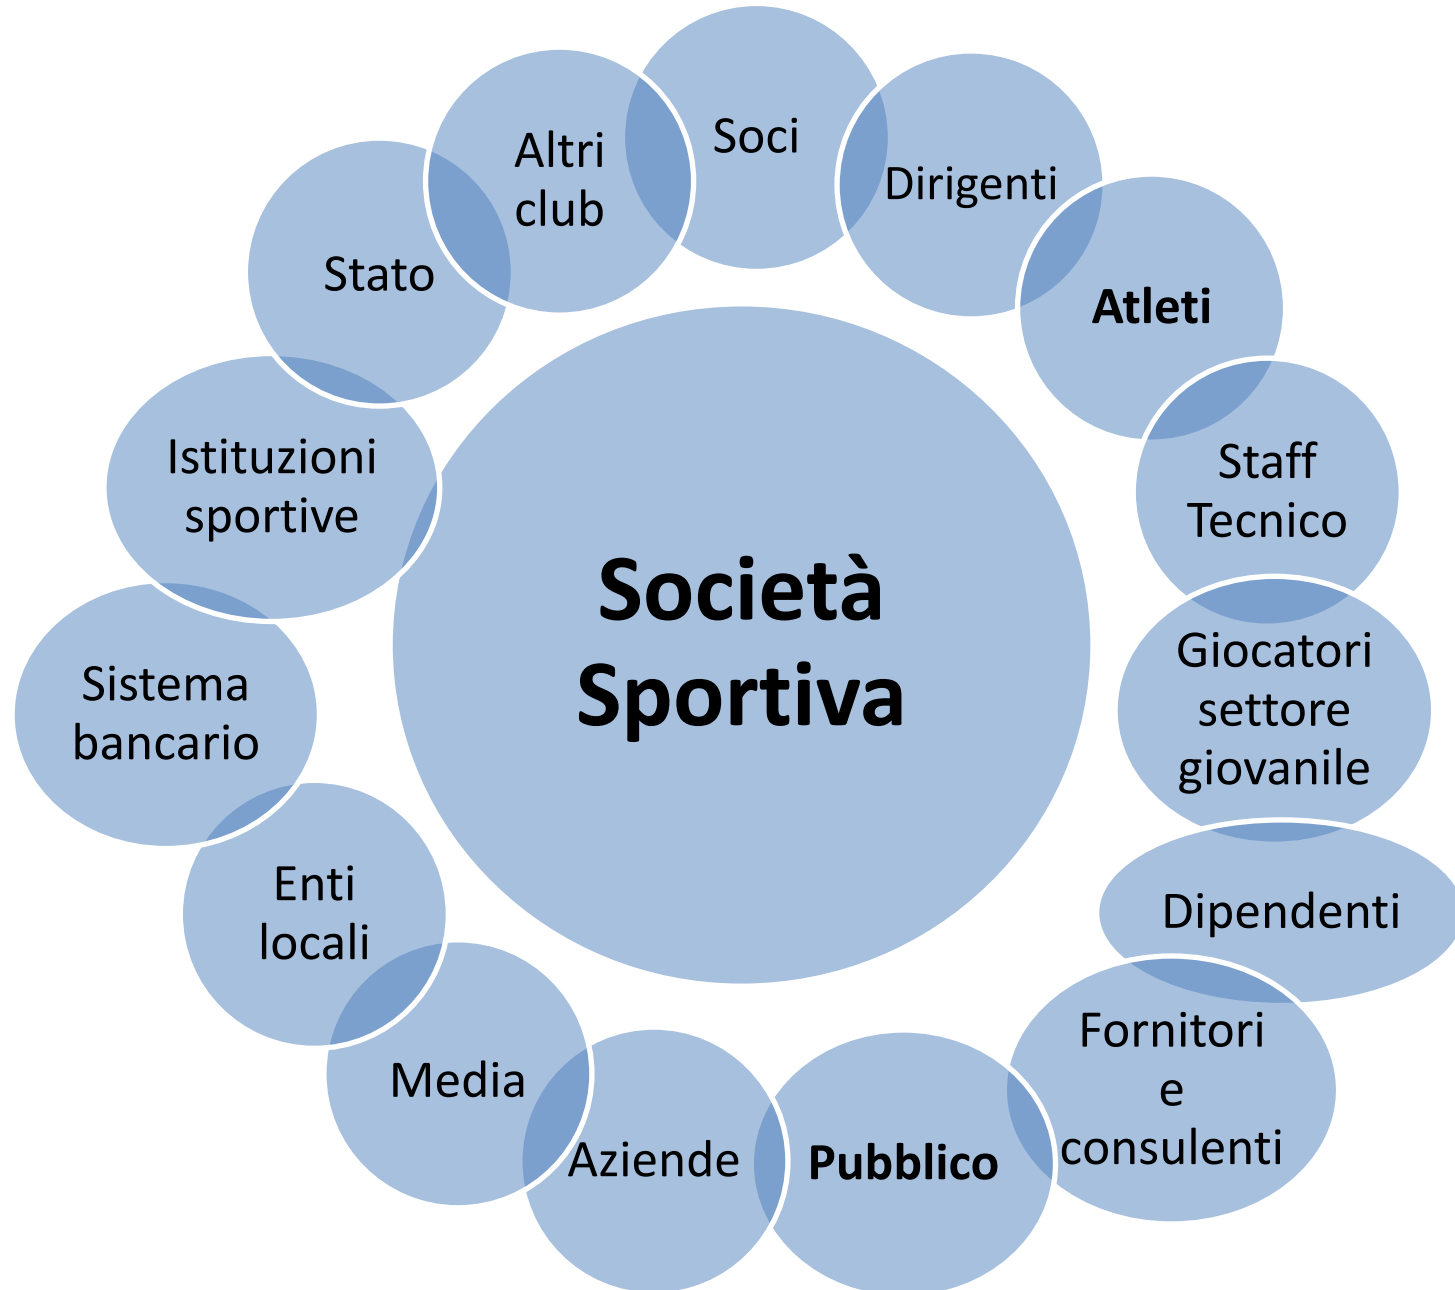 Soci
Dirigenti
Atleti
Staff
Tecnico
Giocatori
settore
giovanile
Dipendenti
Fornitori
e
consulenti
Pubblico
Aziende
Media
Enti
locali
Sistema
bancario
Istituzioni
sportive
Stato
Altri
club
Società
Sportiva